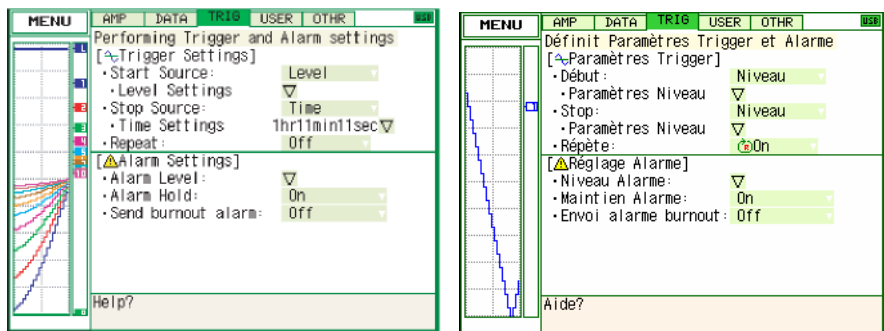 MENU AMP DATA TRIG USER OTHR USB
Performing Trigger and Alarm settings
[Trigger Settings]
・Start Source: Level
・Level Settings
・Stop Source: Time
・Time Settings 1hr11min11sec
・Repeat: Off
[Alarm Settings]
・Alarm Level:
・Alarm Hold: On
・Send burnout alarm: Off
Help?
MENU AMP DATA TRIG USER OTHR USB
Définit Paramètres Trigger et Alarme
[Paramètres Trigger]
・Début: Niveau
・Paramètres Niveau
・Stop: Niveau
・Paramètres Niveau
・Répète: On
[Réglage Alarme]
・Niveau Alarme:
・Maintien Alarme: On
・Envoi alarme burnout: Off
Aide?